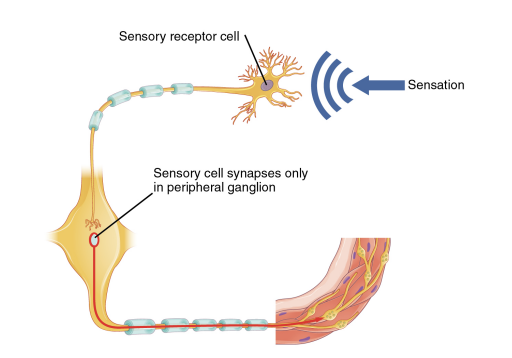 Sensory receptor cell
Sensation
Sensory cell synapses only
in peripheral ganglion